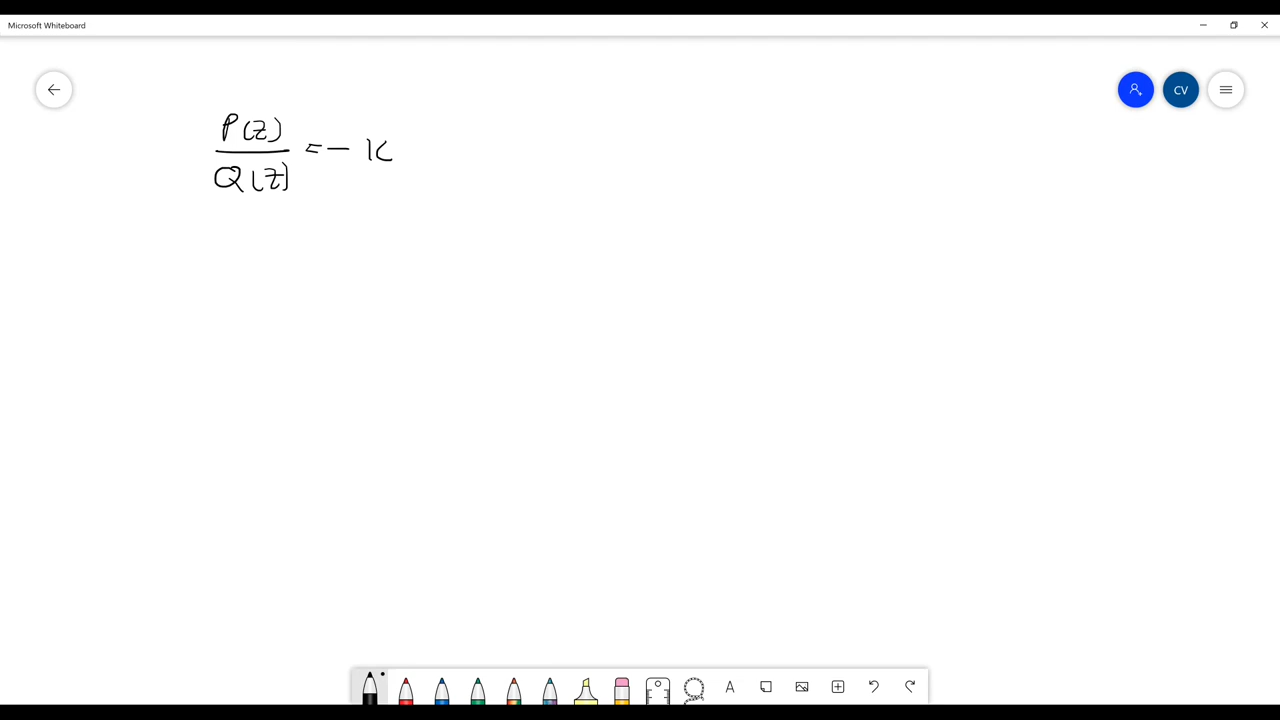 Microsoft Whiteboard
CV
P(z)
Q(z)
= - K
A